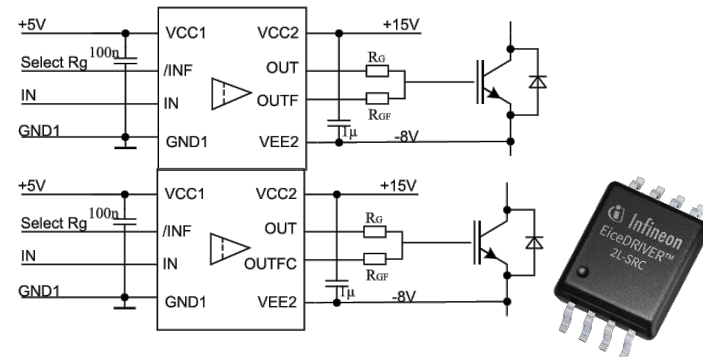 +5V
100n
Select Rg
IN
GND1
VCC1
/INF
IN
GND1
VCC2
OUT
OUTF
VEE2
+15V
RG
RGF
1µ
-8V
+5V
100n
Select Rg
IN
GND1
VCC1
/INF
IN
GND1
VCC2
OUT
OUTFC
VEE2
+15V
RG
RGF
1µ
-8V
Infineon
EiceDRIVER™
2L-SRC